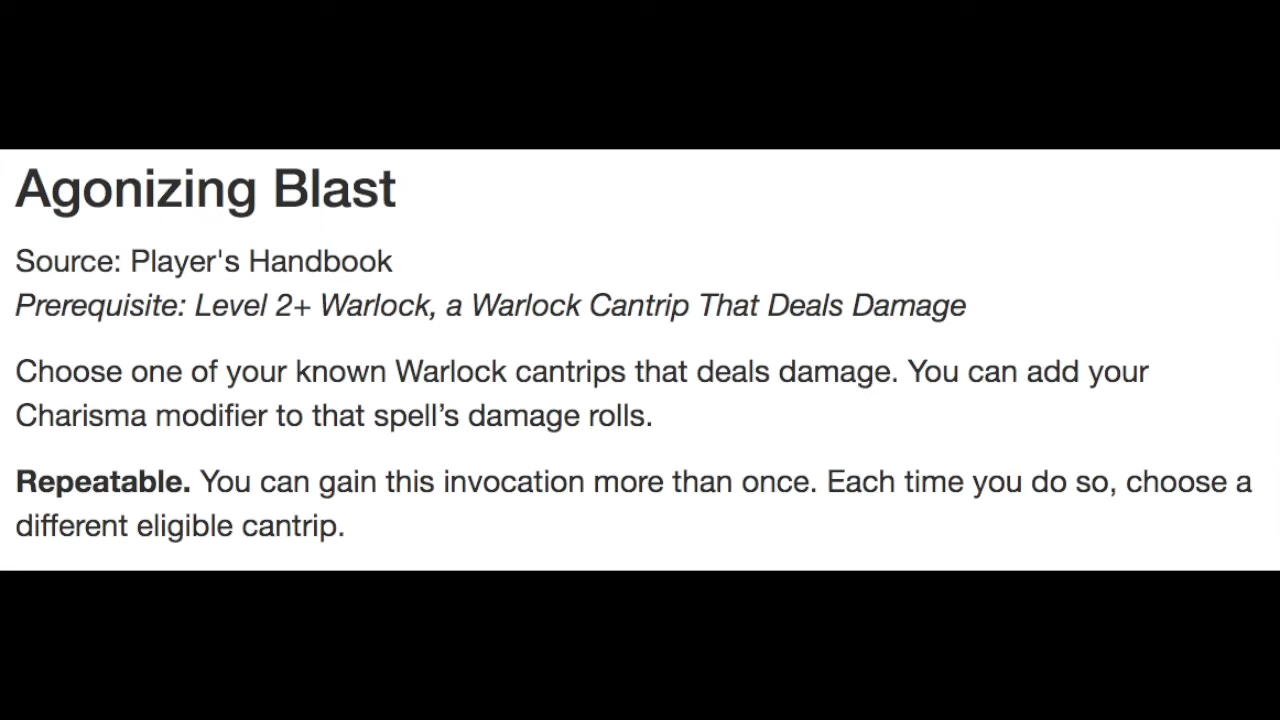 Agonizing Blast
Source: Player's Handbook
Prerequisite: Level 2+ Warlock, a Warlock Cantrip That Deals Damage
Choose one of your known Warlock cantrips that deals damage. You can add your
Charisma modifier to that spell’s damage rolls.
Repeatable. You can gain this invocation more than once. Each time you do so, choose a
different eligible cantrip.